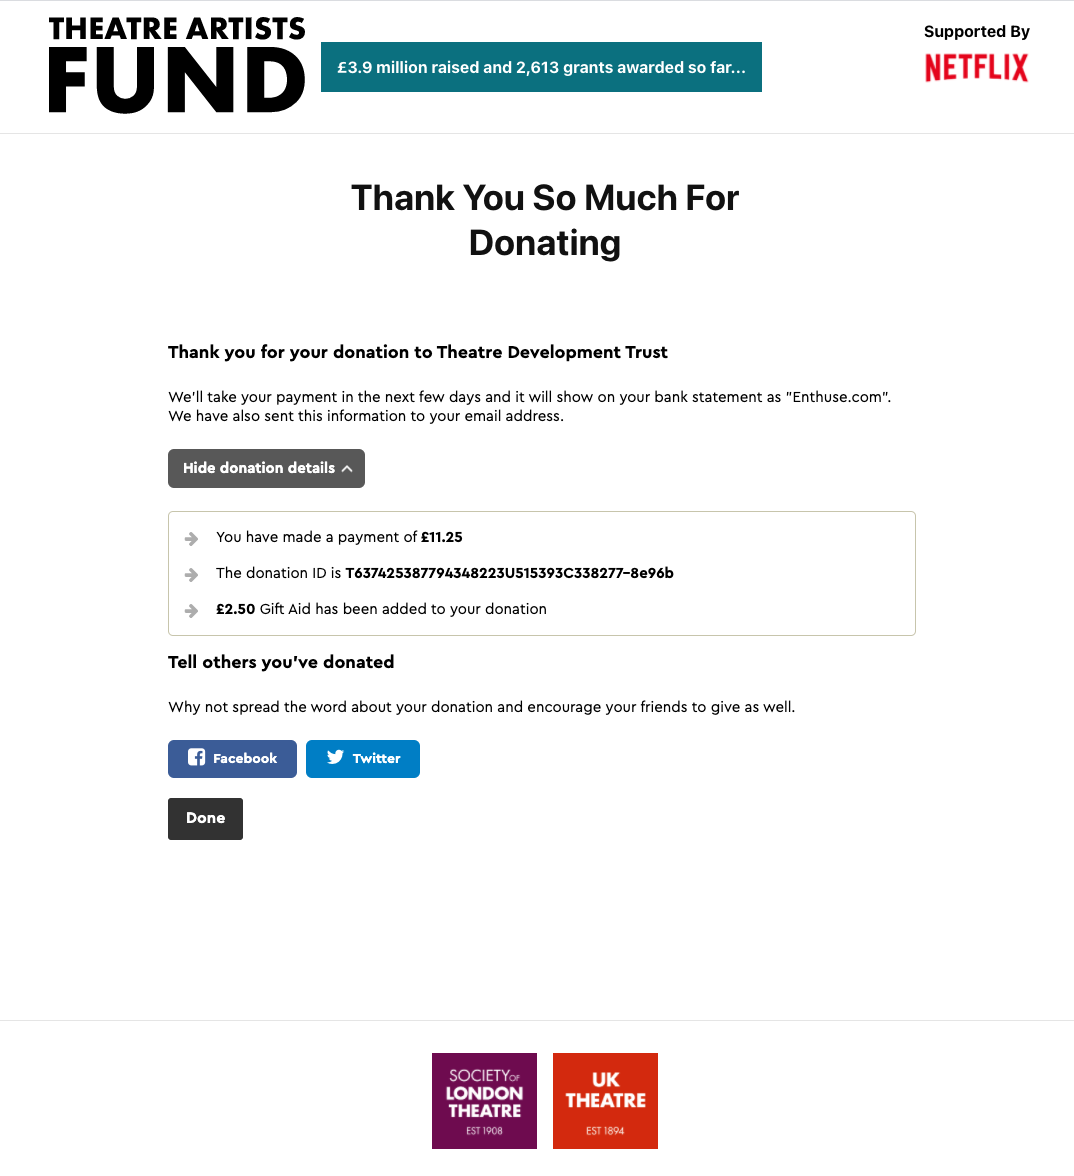 THEATRE ARTISTS
FUND
£3.9 million raised and 2,613 grants awarded so far...
Supported By
NETFLIX
Thank You So Much For
Donating
Thank you for your donation to Theatre Development Trust
We'll take your payment in the next few days and it will show on your bank statement as "Enthuse.com".
We have also sent this information to your email address.
Hide donation details
You have made a payment of £11.25
The donation ID is T637425387794348223U515393C338277-8e96b
£2.50 Gift Aid has been added to your donation
Tell others you've donated
Why not spread the word about your donation and encourage your friends to give as well.
Facebook
Twitter
Done
SOCIETY OF
LONDON
THEATRE
EST 1908
UK
THEATRE
EST 1894